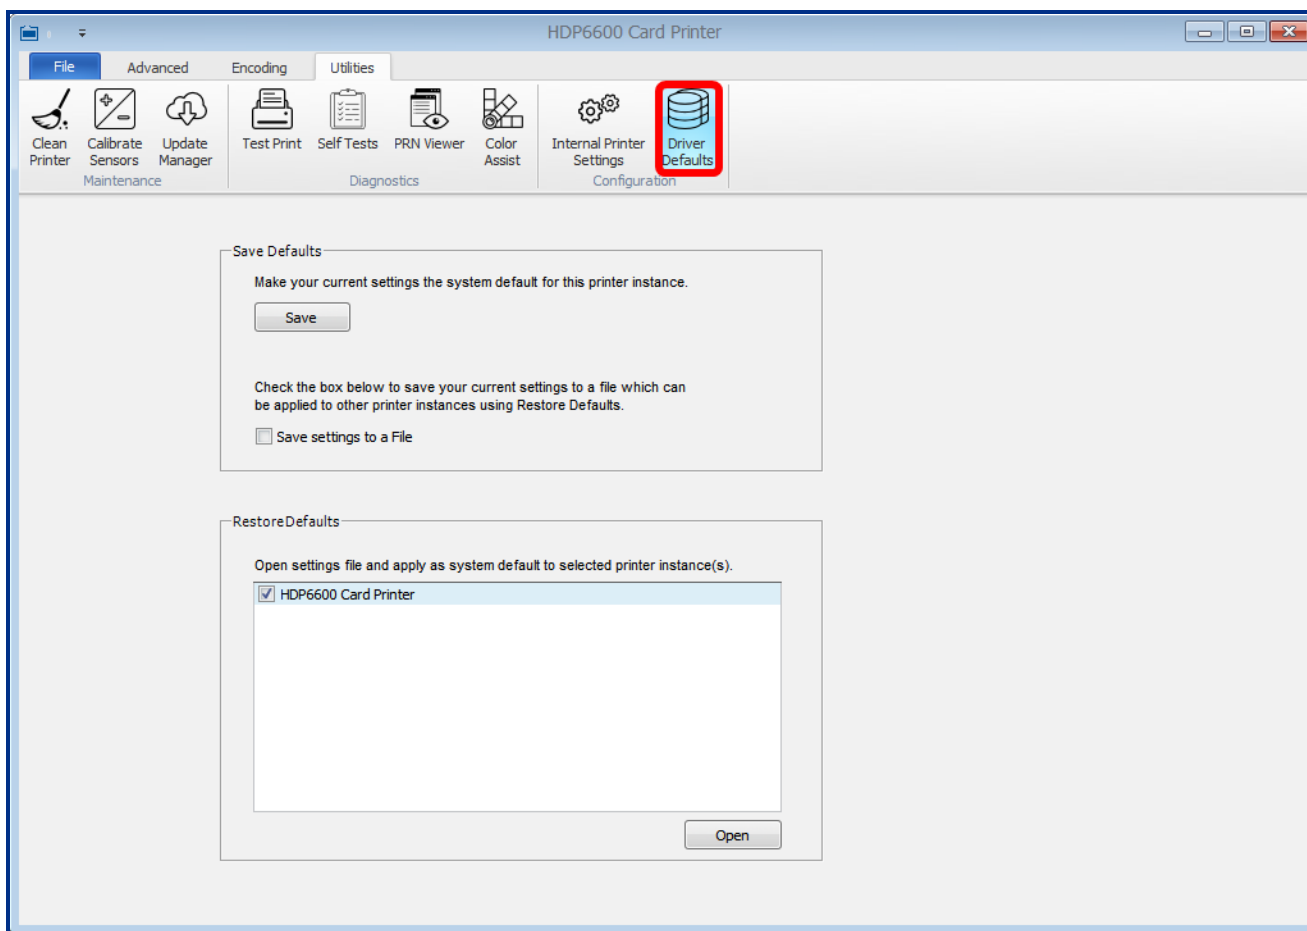 HDP6600 Card Printer
File Advanced Encoding Utilities
Clean Printer Calibrate Sensors Update Manager Test Print Self Tests PRN Viewer Color Assist Internal Printer Settings Driver Defaults
Maintenance Diagnostics Configuration
Save Defaults
Make your current settings the system default for this printer instance.
Save
Check the box below to save your current settings to a file which can
be applied to other printer instances using Restore Defaults.
Save settings to a File
RestoreDefaults
Open settings file and apply as system default to selected printer instance(s).
HDP6600 Card Printer
Open